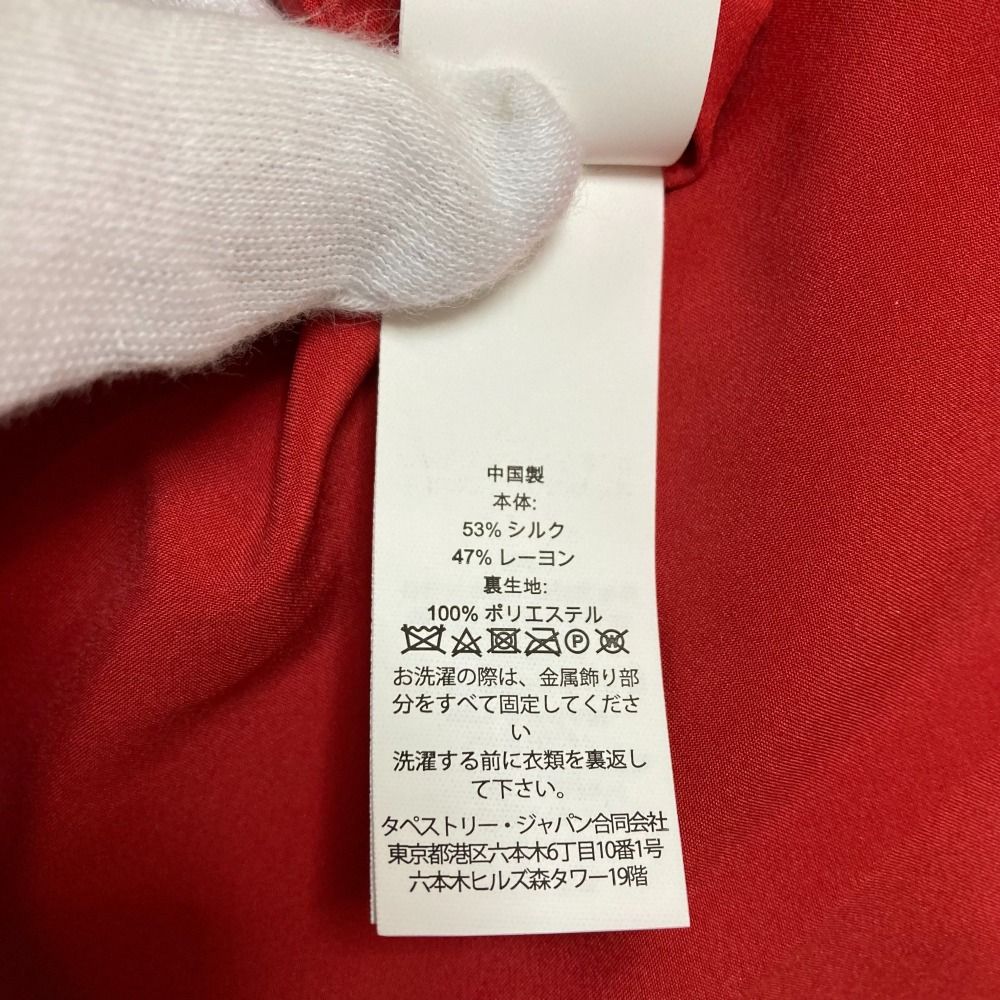 中国製
本体:
53% シルク
47% レーヨン
裏生地:
100% ポリエステル
P W
お洗濯の際は、金属飾り部
分をすべて固定してくださ
い
洗濯する前に衣類を裏返し
て下さい。
タペストリー・ジャパン合同会社
東京都港区六本木6丁目10番1号
六本木ヒルズ森タワー19階